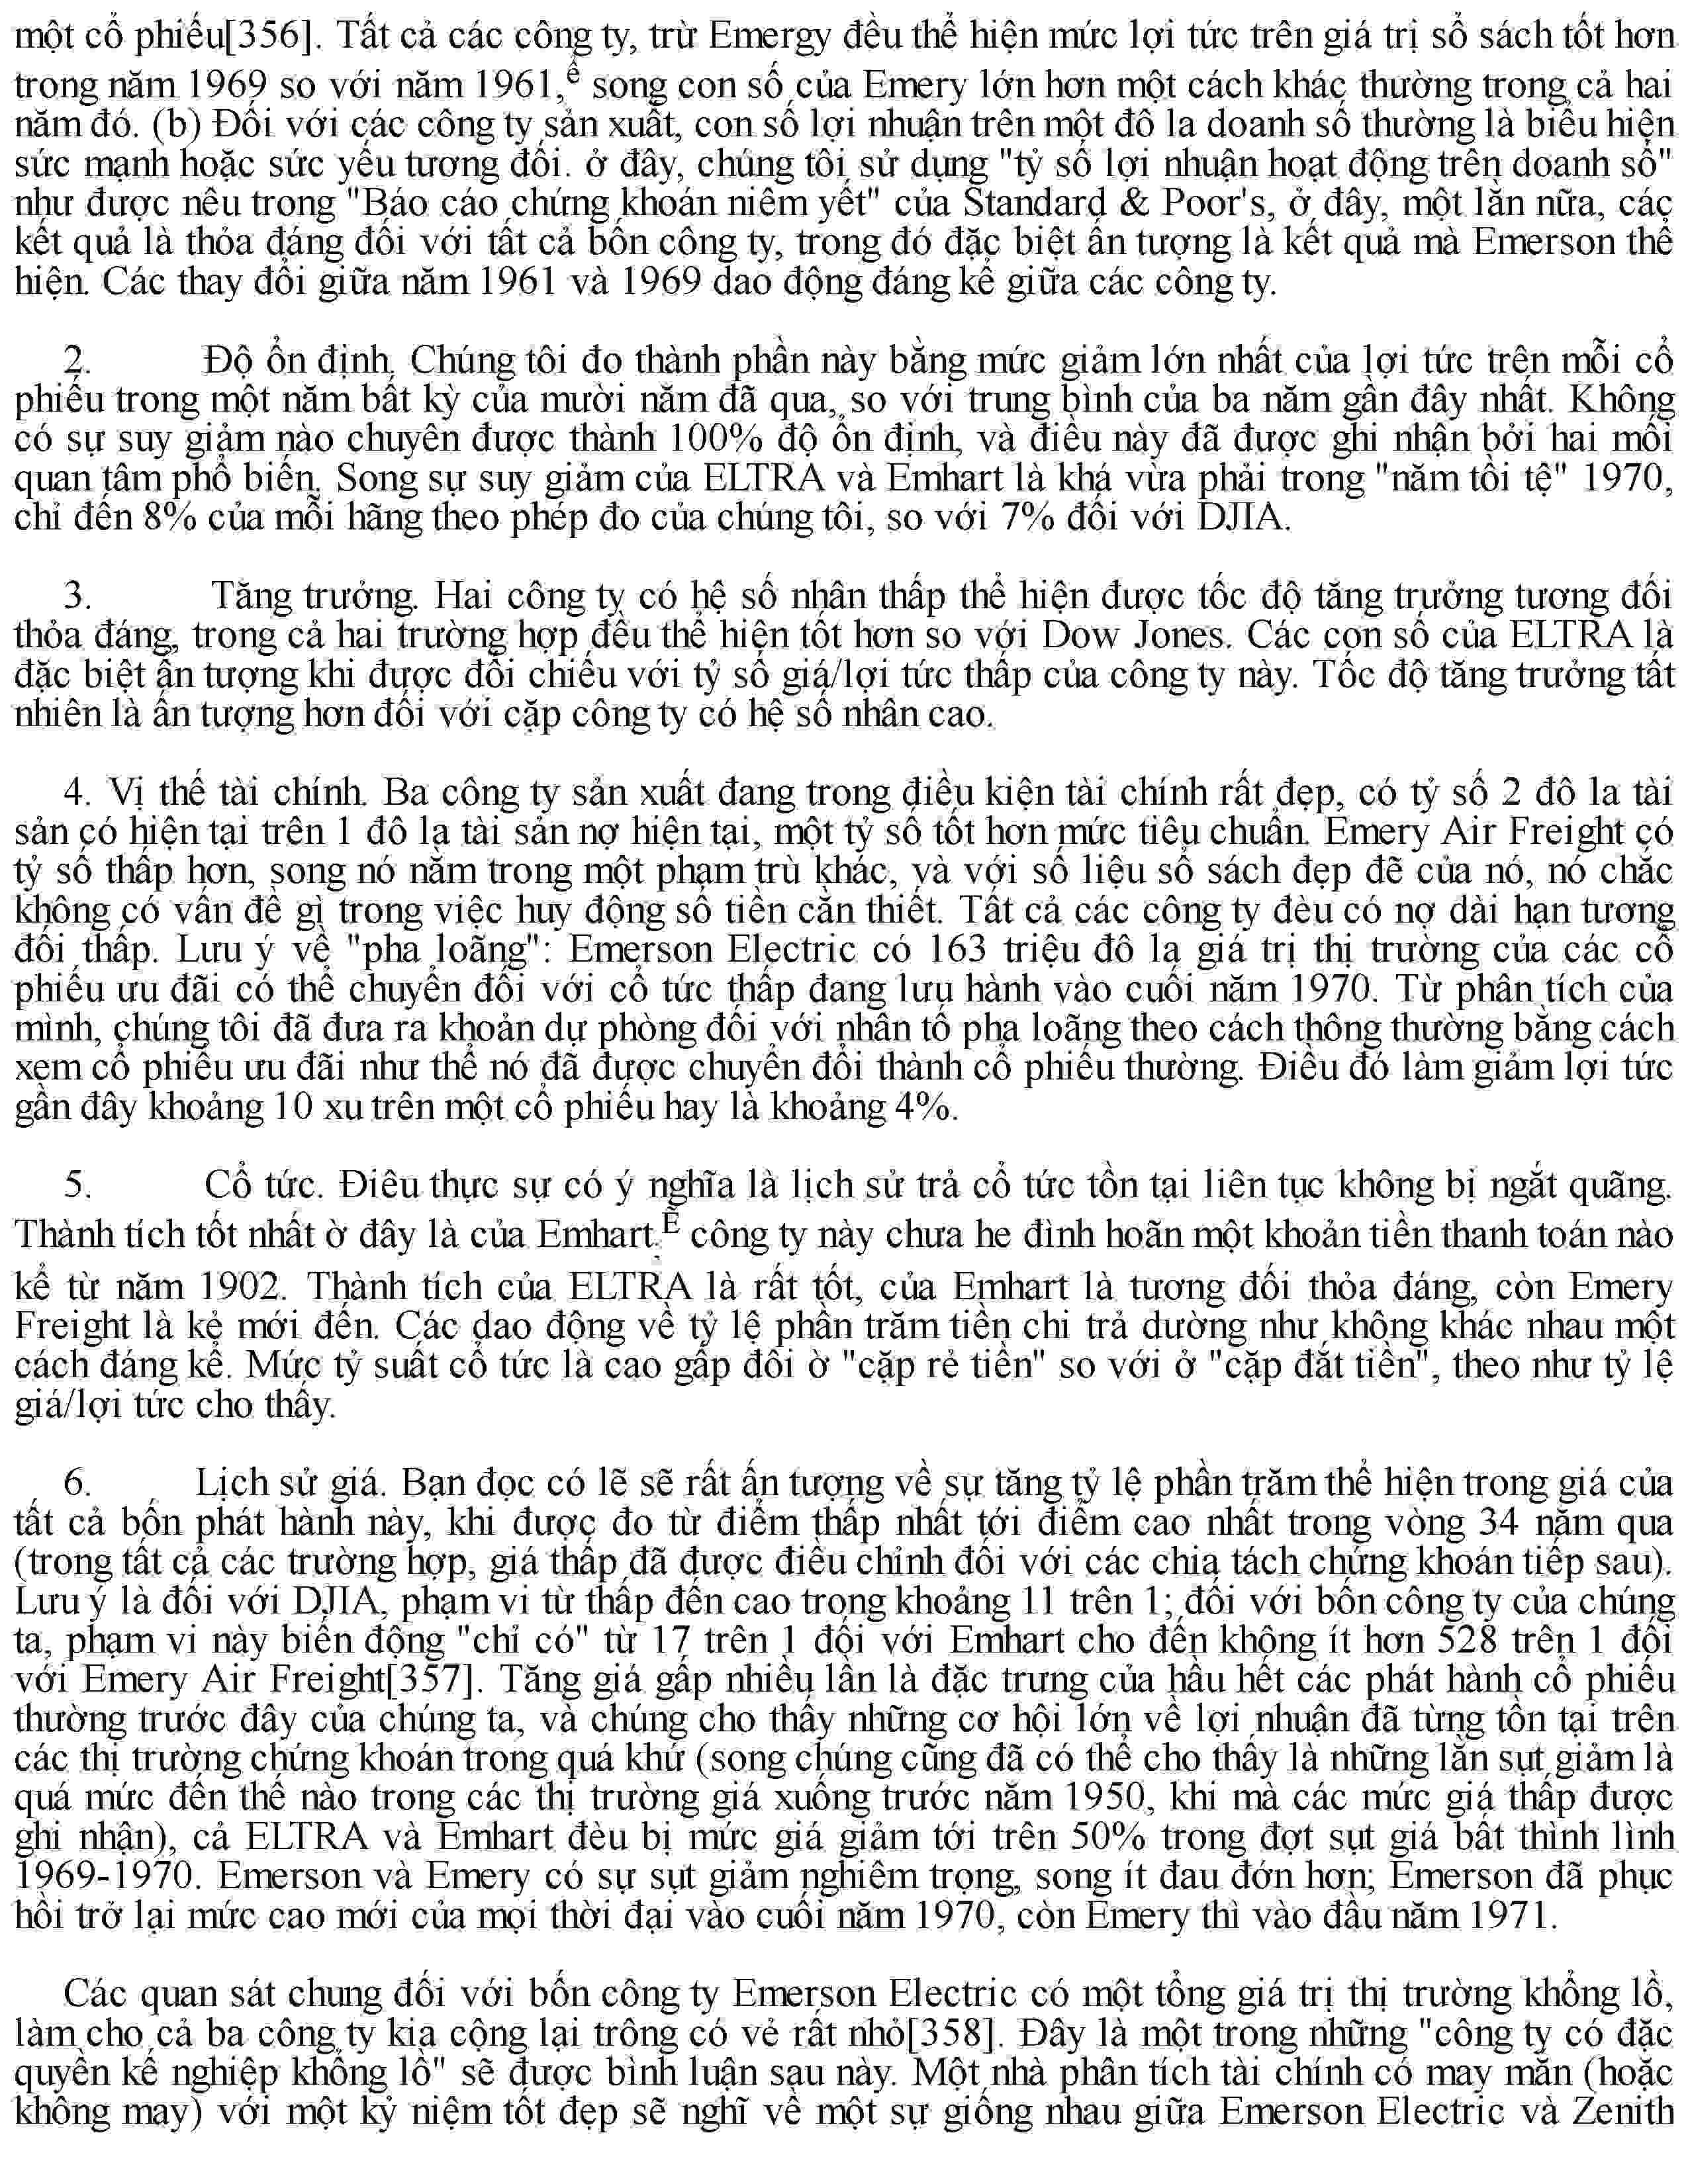 một cổ phiếu[356]. Tất cả các công ty, trừ Emergy đều thể hiện mức lợi tức trên giá trị sổ sách tốt hơn
trong năm 1969 so với năm 1961,ề song con số của Emery lớn hơn một cách khác thường trong cả hai
năm đó. (b) Đối với các công ty sản xuất, con số lợi nhuận trên một đô la doanh số thường là biểu hiện
sức mạnh hoặc sức yếu tương đối. ở đây, chúng tôi sử dụng "tỷ số lợi nhuận hoạt động trên doanh số"
như được nêu trong "Báo cáo chứng khoán niêm yết" của Standard & Poor's, ở đây, một lần nữa, các
kết quả là thỏa đáng đối với tất cả bốn công ty, trong đó đặc biệt ấn tượng là kết quả mà Emerson thể
hiện. Các thay đổi giữa năm 1961 và 1969 dao động đáng kể giữa các công ty.
2. Độ ổn định. Chúng tôi đo thành phần này bằng mức giảm lớn nhất của lợi tức trên mỗi cổ
phiếu trong một năm bất kỳ của mười năm đã qua, so với trung bình của ba năm gần đây nhất. Không
có sự suy giảm nào chuyên được thành 100% độ ổn định, và điều này đã được ghi nhận bởi hai mối
quan tâm phổ biến. Song sự suy giảm của ELTRA và Emhart là khá vừa phải trong "năm tồi tệ" 1970,
chỉ đến 8% của mỗi hãng theo phép đo của chúng tôi, so với 7% đối với DJIA.
3. Tăng trưởng. Hai công ty có hệ số nhân thấp thể hiện được tốc độ tăng trưởng tương đối
thỏa đáng, trong cả hai trường hợp đều thể hiện tốt hơn so với Dow Jones. Các con số của ELTRA là
đặc biệt ấn tượng khi được đối chiếu với tỷ số giá/lợi tức thấp của công ty này. Tốc độ tăng trưởng tất
nhiên là ấn tượng hơn đối với cặp công ty có hệ số nhân cao.
4. Vị thế tài chính. Ba công ty sản xuất đang trong điều kiện tài chính rất đẹp, có tỷ số 2 đô la tài
sản có hiện tại trên 1 đô la tài sản nợ hiện tại, một tỷ số tốt hơn mức tiêu chuẩn. Emery Air Freight có
tỷ số thấp hơn, song nó nằm trong một phạm trù khác, và với số liệu sổ sách đẹp đẽ của nó, nó chắc
không có vấn đề gì trong việc huy động số tiền cần thiết. Tất cả các công ty đèu có nợ dài hạn tương
đối thấp. Lưu ý về "pha loãng": Emerson Electric có 163 triệu đô la giá trị thị trường của các cổ
phiếu ưu đãi có thể chuyển đổi với cổ tức thấp đang lưu hành vào cuối năm 1970. Từ phân tích của
mình, chúng tôi đã đưa ra khoản dự phòng đối với nhân tố pha loãng theo cách thông thường bằng cách
xem cổ phiếu ưu đãi như thể nó đã được chuyển đổi thành cổ phiếu thường. Điều đó làm giảm lợi tức
gần đây khoảng 10 xu trên một cổ phiếu hay là khoảng 4%.
5. Cổ tức. Điêu thực sự có ý nghĩa là lịch sử trả cổ tức tồn tại liên tục không bị ngắt quãng.
Thành tích tốt nhất ờ đây là của Emhart.Ề công ty này chưa he đình hoãn một khoản tiền thanh toán nào
kể từ năm 1902. Thành tích của ELTRA là rất tốt, của Emhart là tương đối thỏa đáng, còn Emery
Freight là kẻ mới đến. Các dao động về tỷ lệ phần trăm tiền chi trả dường như không khác nhau một
cách đáng kể. Mức tỷ suất cổ tức là cao gấp đôi ờ "cặp rẻ tiền" so với ở "cặp đắt tiền", theo như tỷ lệ
giá/lợi tức cho thấy.
6. Lịch sử giá. Bạn đọc có lẽ sẽ rất ấn tượng về sự tăng tỷ lệ phần trăm thể hiện trong giá của
tất cả bốn phát hành này, khi được đo từ điểm thấp nhất tới điểm cao nhất trong vòng 34 năm qua
(trong tất cả các trường hợp, giá thấp đã được điều chỉnh đối với các chia tách chứng khoán tiếp sau).
Lưu ý là đối với DJIA, phạm vi từ thấp đến cao trong khoảng 11 trên 1; đối với bốn công ty của chúng
ta, phạm vi này biến động "chỉ có" từ 17 trên 1 đối với Emhart cho đến không ít hơn 528 trên 1 đối
với Emery Air Freight[357]. Tăng giá gấp nhiều lần là đặc trưng của hầu hết các phát hành cổ phiếu
thường trước đây của chúng ta, và chúng cho thấy những cơ hội lớn về lợi nhuận đã từng tồn tại trên
các thị trường chứng khoán trong quá khứ (song chúng cũng đã có thể cho thấy là những lần sụt giảm là
quá mức đến thế nào trong các thị trường giá xuống trước năm 1950, khi mà các mức giá thấp được
ghi nhận), cả ELTRA và Emhart đèu bị mức giá giảm tới trên 50% trong đợt sụt giá bất thình lình
1969-1970. Emerson và Emery có sự sụt giảm nghiêm trọng, song ít đau đớn hơn; Emerson đã phục
hồi trở lại mức cao mới của mọi thời đại vào cuối năm 1970, còn Emery thì vào đầu năm 1971.
Các quan sát chung đối với bốn công ty Emerson Electric có một tổng giá trị thị trường khổng lồ,
làm cho cả ba công ty kia cộng lại trông có vẻ rất nhỏ[358]. Đây là một trong những "công ty có đặc
quyền kế nghiệp khổng lồ" sẽ được bình luận sau này. Một nhà phân tích tài chính có may mắn (hoặc
không may) với một kỷ niệm tốt đẹp sẽ nghĩ về một sự giống nhau giữa Emerson Electric và Zenith